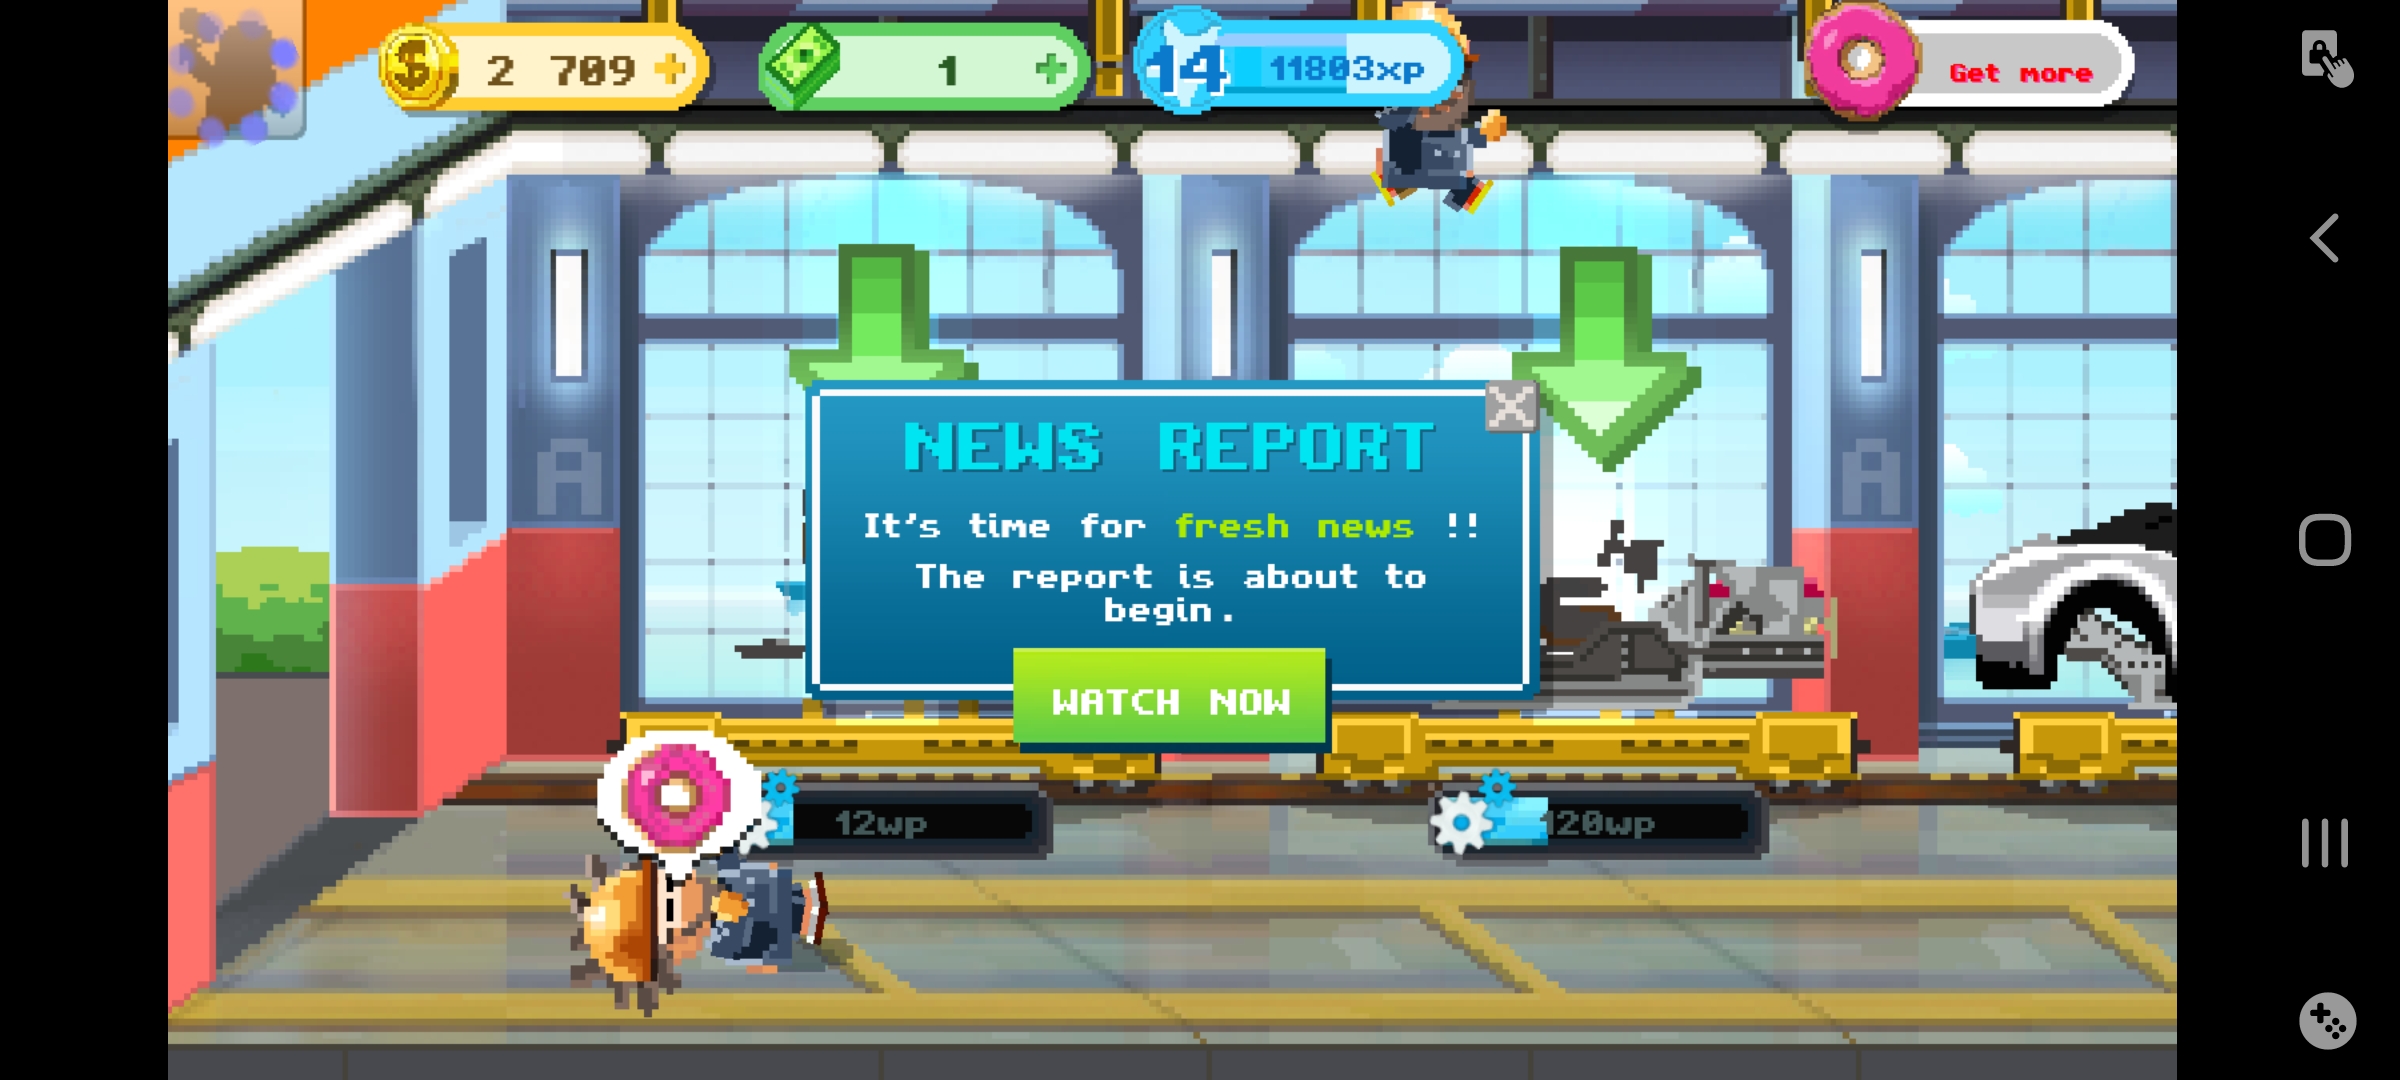 2 709 +
1 +
14 11803xp
Get more
A
A
NEWS REPORT
It's time for fresh news !!
The report is about to
begin.
WATCH NOW
12wp
120wp